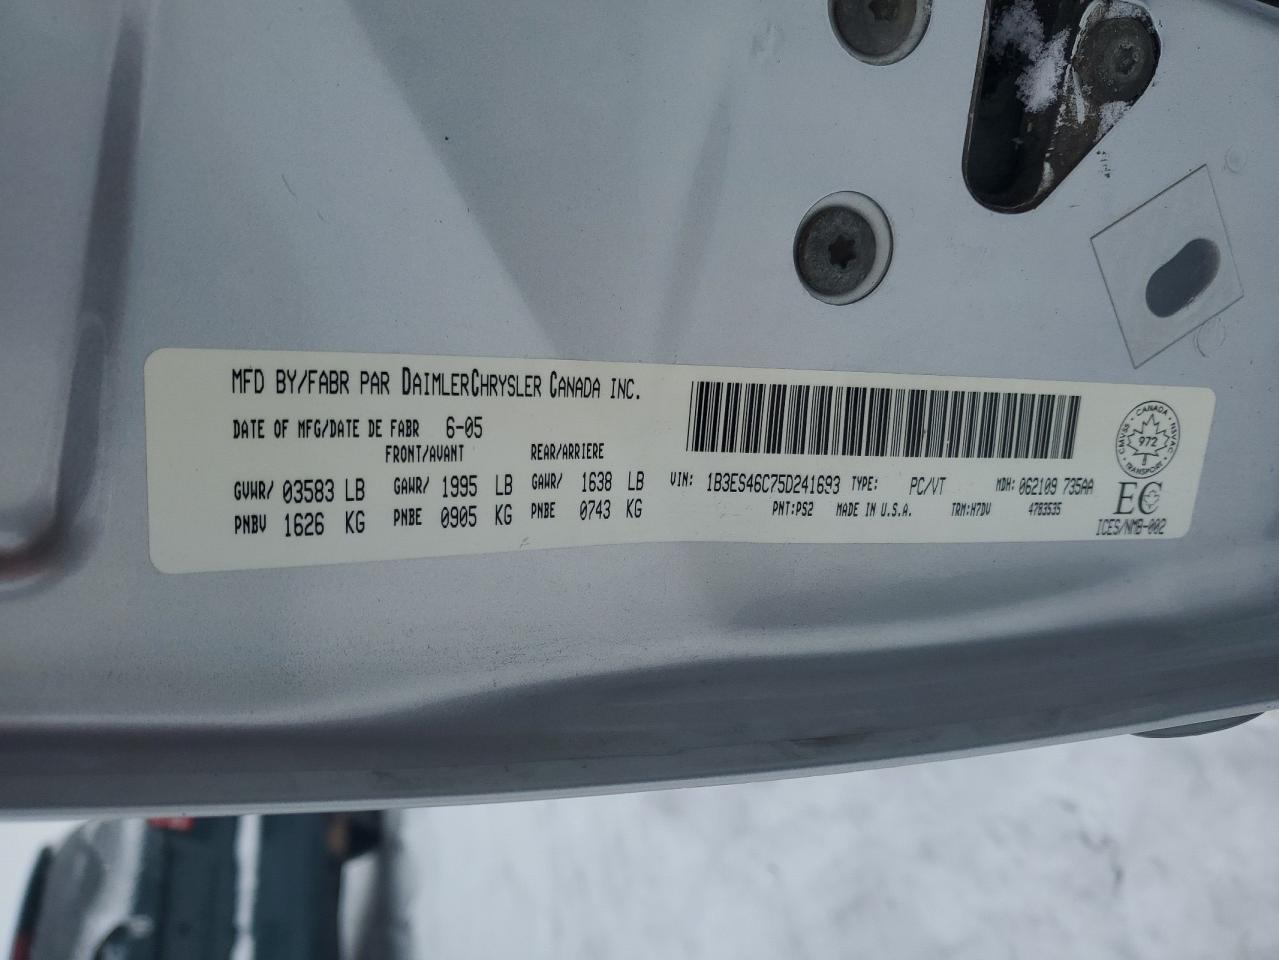 MFD BY/FABR PAR DAIMLERCHRYSLER CANADA INC.
DATE OF MFG/DATE DE FABR 6-05
FRONT/AVANT REAR/ARRIERE
GVWR/ 03583 LB GAWR/ 1995 LB GAWR/ 1638 LB
PNBV 1626 KG PNBE 0905 KG PNBE 0743 KG
VIN: 1B3ES46C75D241693 TYPE: PC/VT MDH: 062109 735AA
PNT:PS2 MADE IN U.S.A. TRM:H7DV 4783535
CANADA
CMVSS NSVAC
972
8
TRANSPORT
EC
ICES/NMB-002